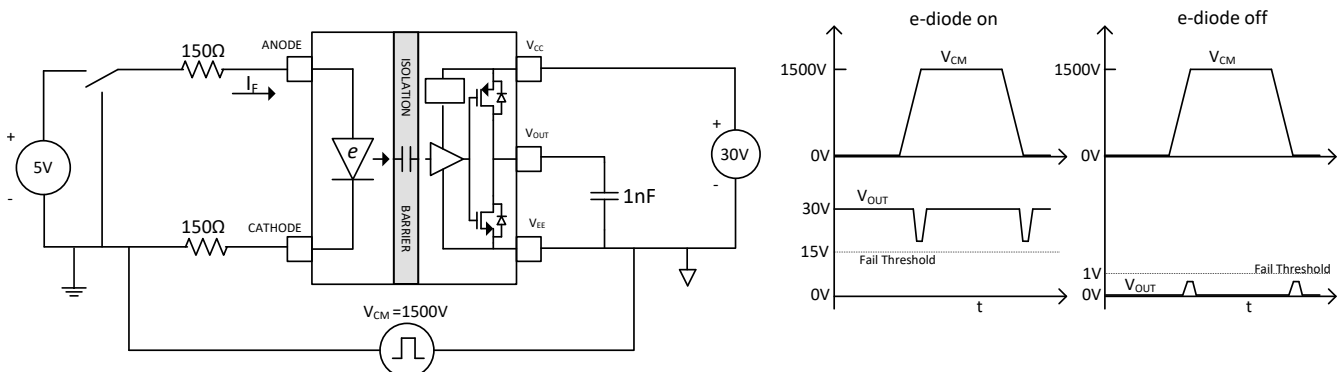 150Ω
ANODE
I_F
+
5V
-
150Ω
CATHODE
e
ISOLATION
BARRIER
V_CC
V_OUT
V_EE
1nF
+
30V
-
V_CM =1500V
e-diode on
1500V
V_CM
0V
30V
V_OUT
15V
Fail Threshold
0V
t
e-diode off
1500V
V_CM
0V
1V
Fail Threshold
V_OUT
0V
t